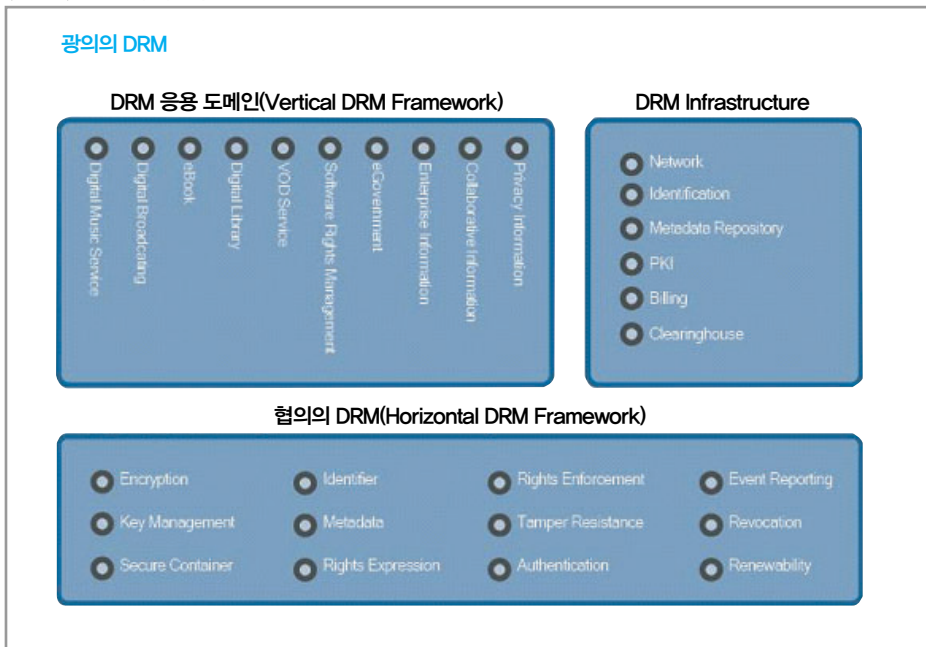 광의의 DRM
DRM 응용 도메인(Vertical DRM Framework)
Digital Music Service
Digital Broadcasting
eBook
Digital Library
VOD Service
Software Rights Management
eGovernment
Enterprise Information
Collaborative Information
Privacy Information
DRM Infrastructure
Network
Identification
Metadata Repository
PKI
Billing
Clearinghouse
협의의 DRM(Horizontal DRM Framework)
Encryption
Key Management
Secure Container
Identifier
Metadata
Rights Expression
Rights Enforcement
Tamper Resistance
Authentication
Event Reporting
Revocation
Renewability